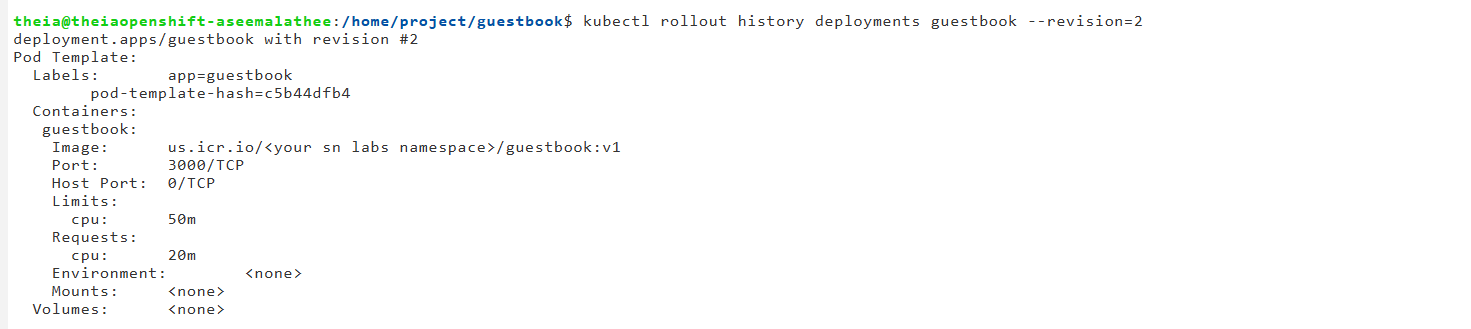 theia@theiaopenshift-aseemalathee:/home/project/guestbook$ kubectl rollout history deployments guestbook --revision=2
deployment.apps/guestbook with revision #2
Pod Template:
  Labels:       app=guestbook
        pod-template-hash=c5b44dfb4
  Containers:
   guestbook:
    Image:      us.icr.io/<your sn labs namespace>/guestbook:v1
    Port:       3000/TCP
    Host Port:  0/TCP
    Limits:
      cpu:      50m
    Requests:
      cpu:      20m
    Environment:        <none>
    Mounts:     <none>
  Volumes:      <none>